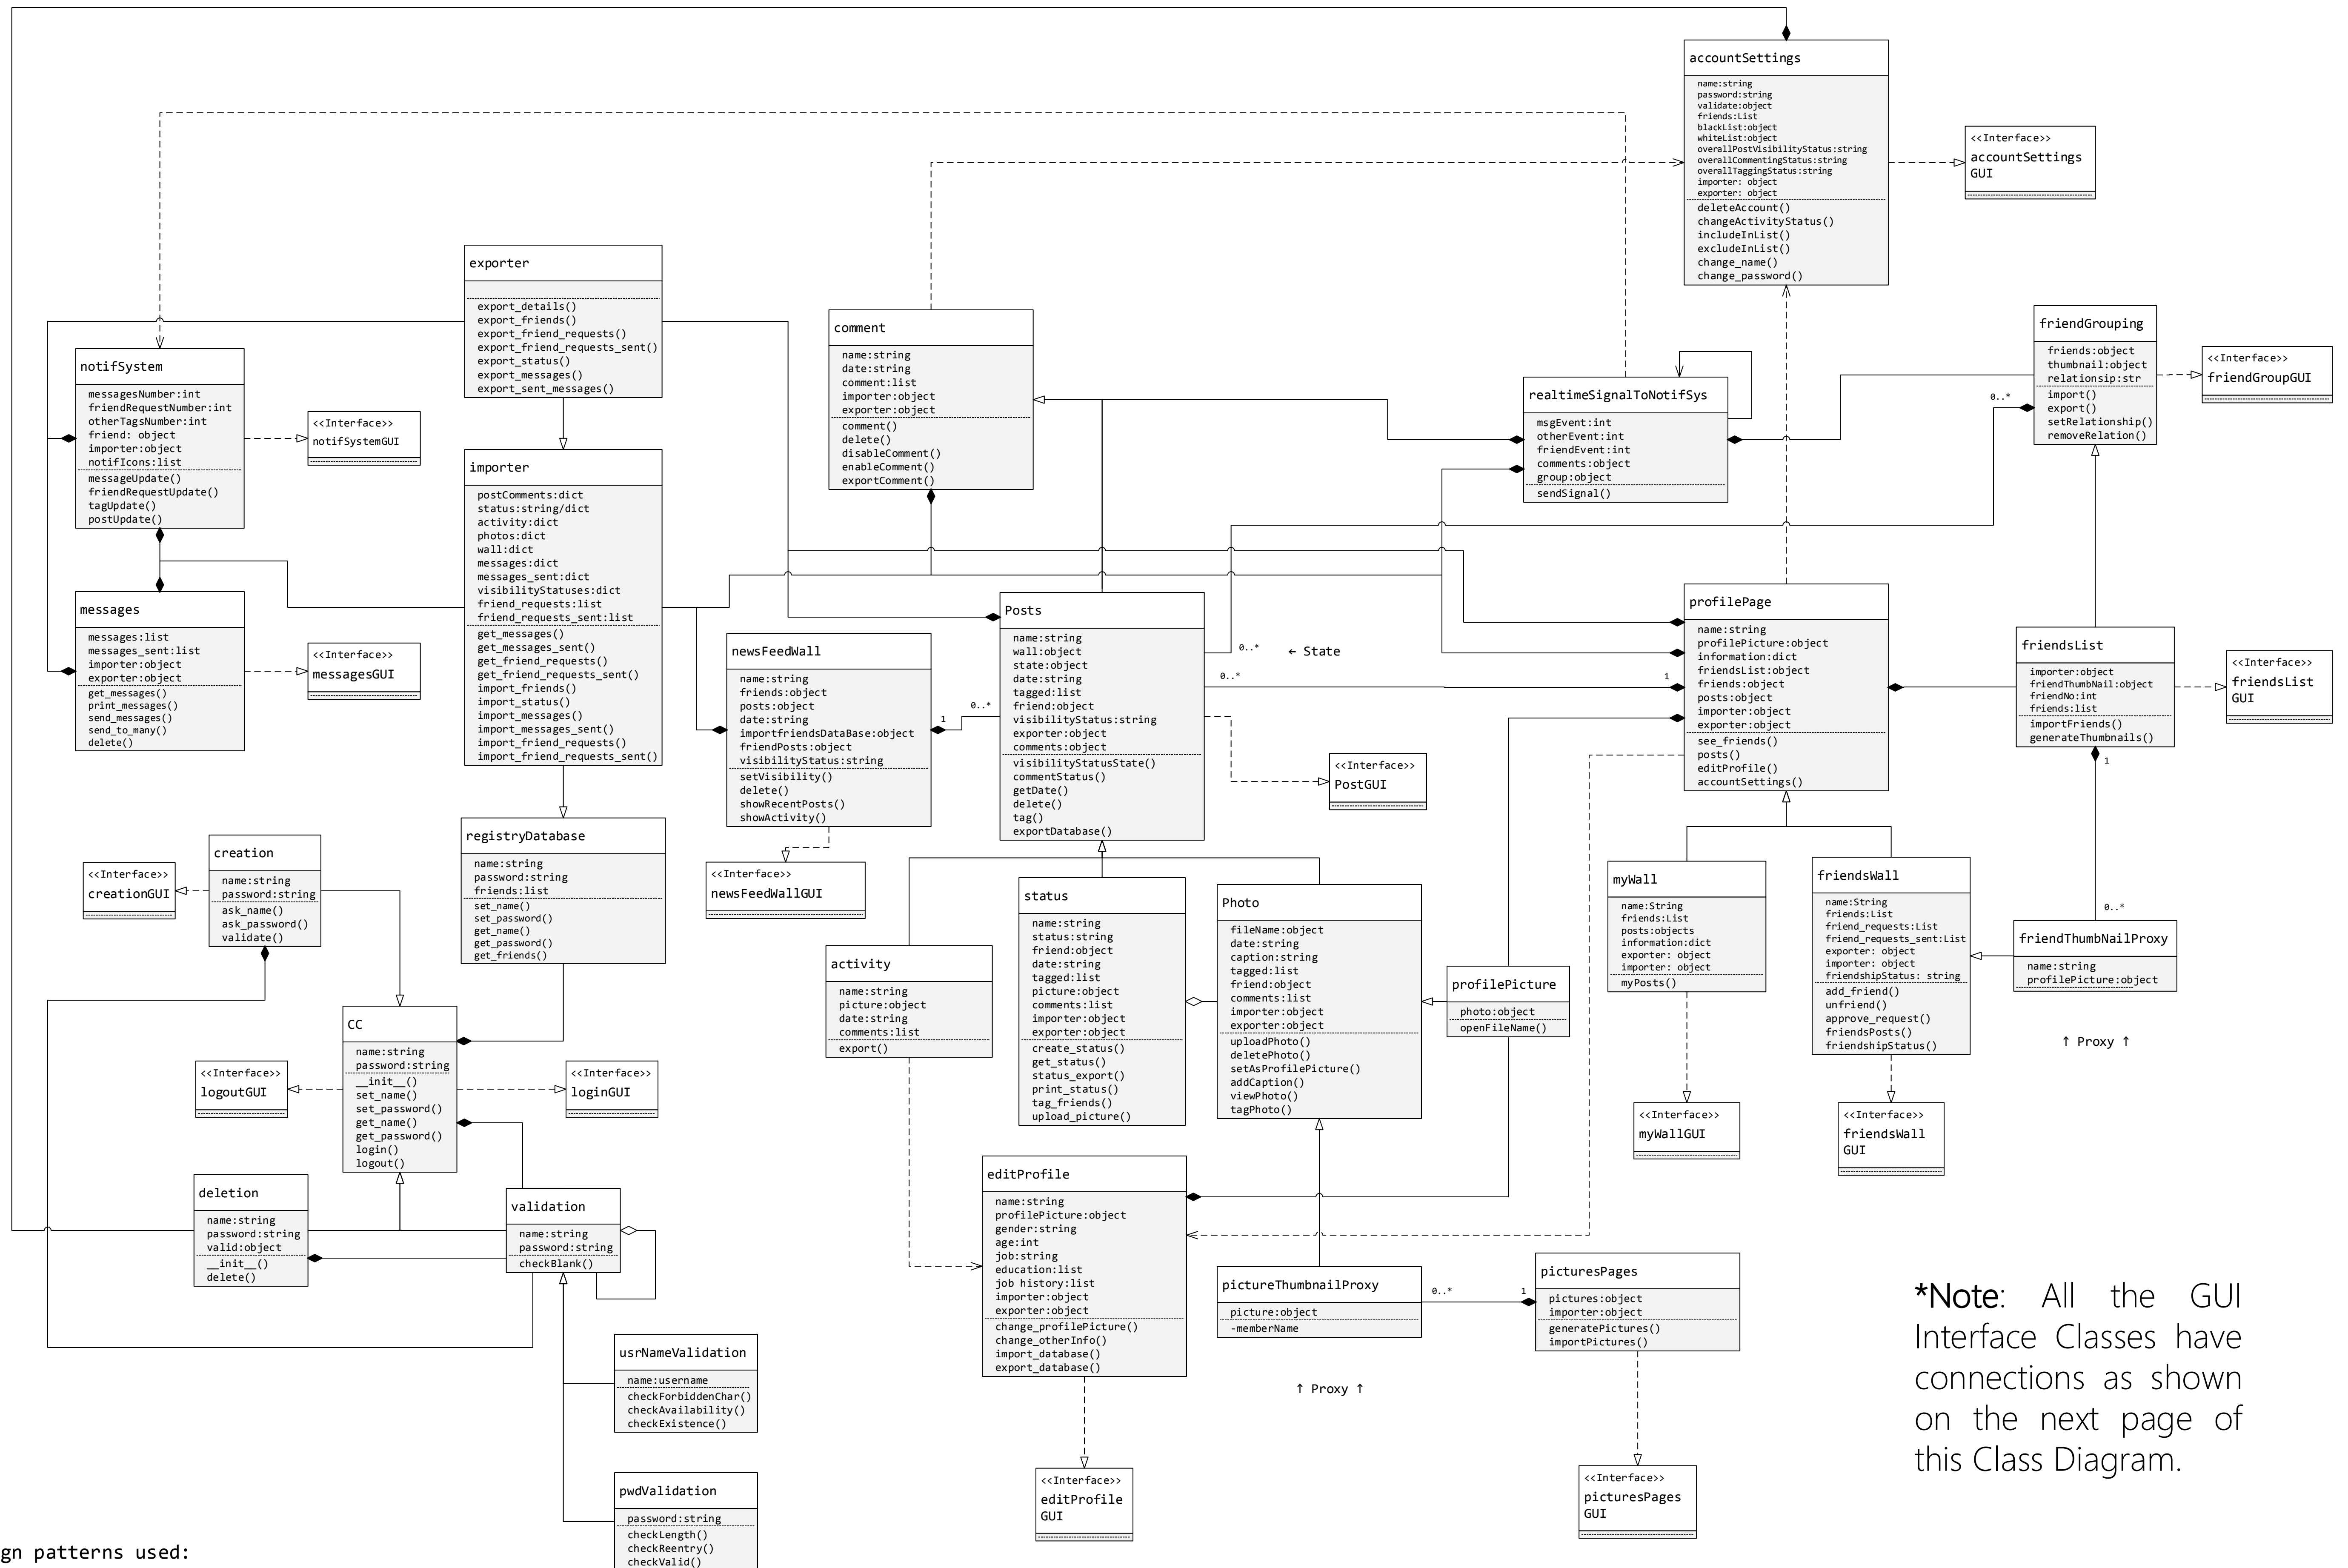 accountSettings
name:string
password:string
validate:object
friends:List
blackList:object
whiteList:object
overallPostVisibilityStatus:string
overallCommentingStatus:string
overallTaggingStatus:string
importer: object
exporter: object
deleteAccount()
changeActivityStatus()
includeInList()
excludeInList()
change_name()
change_password()
<<Interface>>
accountSettings
GUI
exporter
export_details()
export_friends()
export_friend_requests()
export_friend_requests_sent()
export_status()
export_messages()
export_sent_messages()
comment
name:string
date:string
comment:list
importer:object
exporter:object
comment()
delete()
disableComment()
enableComment()
exportComment()
friendGrouping
friends:object
thumbnail:object
relationsip:str
import()
export()
setRelationship()
removeRelation()
0..*
<<Interface>>
friendGroupGUI
notifSystem
messagesNumber:int
friendRequestNumber:int
otherTagsNumber:int
friend: object
importer:object
notifIcons:list
messageUpdate()
friendRequestUpdate()
tagUpdate()
postUpdate()
<<Interface>>
notifSystemGUI
realtimeSignalToNotifSys
msgEvent:int
otherEvent:int
friendEvent:int
comments:object
group:object
sendSignal()
importer
postComments:dict
status:string/dict
activity:dict
photos:dict
wall:dict
messages:dict
messages_sent:dict
visibilityStatuses:dict
friend_requests:list
friend_requests_sent:list
get_messages()
get_messages_sent()
get_friend_requests()
get_friend_requests_sent()
import_friends()
import_status()
import_messages()
import_messages_sent()
import_friend_requests()
import_friend_requests_sent()
messages
messages:list
messages_sent:list
importer:object
exporter:object
get_messages()
print_messages()
send_messages()
send_to_many()
delete()
<<Interface>>
messagesGUI
newsFeedWall
name:string
friends:object
posts:object
date:string
importfriendsDataBase:object
friendPosts:object
visibilityStatus:string
setVisibility()
delete()
showRecentPosts()
showActivity()
1
0..*
Posts
name:string
wall:object
state:object
date:string
tagged:list
friend:object
visibilityStatus:string
exporter:object
comments:object
visibilityStatusState()
commentStatus()
getDate()
delete()
tag()
exportDatabase()
0..*
← State
0..*
1
<<Interface>>
PostGUI
profilePage
name:string
profilePicture:object
information:dict
friendsList:object
friends:object
posts:object
importer:object
exporter:object
see_friends()
posts()
editProfile()
accountSettings()
friendsList
importer:object
friendThumbNail:object
friendNo:int
friends:list
importFriends()
generateThumbnails()
1
0..*
<<Interface>>
friendsList
GUI
registryDatabase
name:string
password:string
friends:list
set_name()
set_password()
get_name()
get_password()
get_friends()
<<Interface>>
newsFeedWallGUI
creation
name:string
password:string
ask_name()
ask_password()
validate()
<<Interface>>
creationGUI
status
name:string
status:string
friend:object
date:string
tagged:list
picture:object
comments:list
importer:object
exporter:object
create_status()
get_status()
status_export()
print_status()
tag_friends()
upload_picture()
Photo
fileName:object
date:string
caption:string
tagged:list
friend:object
comments:list
importer:object
exporter:object
uploadPhoto()
deletePhoto()
setAsProfilePicture()
addCaption()
viewPhoto()
tagPhoto()
activity
name:string
picture:object
date:string
comments:list
export()
profilePicture
photo:object
openFileName()
myWall
name:String
friends:List
posts:objects
information:dict
exporter: object
importer: object
myPosts()
friendsWall
name:String
friends:List
friend_requests:List
friend_requests_sent:List
exporter: object
importer: object
friendshipStatus: string
add_friend()
unfriend()
approve_request()
friendsPosts()
friendshipStatus()
friendThumbNailProxy
name:string
profilePicture:object
↑ Proxy ↑
CC
name:string
password:string
__init__()
set_name()
set_password()
get_name()
get_password()
login()
logout()
<<Interface>>
logoutGUI
<<Interface>>
loginGUI
<<Interface>>
myWallGUI
<<Interface>>
friendsWall
GUI
deletion
name:string
password:string
valid:object
__init__()
delete()
validation
name:string
password:string
checkBlank()
editProfile
name:string
profilePicture:object
gender:string
age:int
job:string
education:list
job history:list
importer:object
exporter:object
change_profilePicture()
change_otherInfo()
import_database()
export_database()
pictureThumbnailProxy
picture:object
-memberName
0..*
1
↑ Proxy ↑
picturesPages
pictures:object
importer:object
generatePictures()
importPictures()
*Note: All the GUI
Interface Classes have
connections as shown
on the next page of
this Class Diagram.
usrNameValidation
name:username
checkForbiddenChar()
checkAvailability()
checkExistence()
<<Interface>>
editProfile
GUI
<<Interface>>
picturesPages
GUI
pwdValidation
password:string
checkLength()
checkReentry()
checkValid()
gn patterns used: